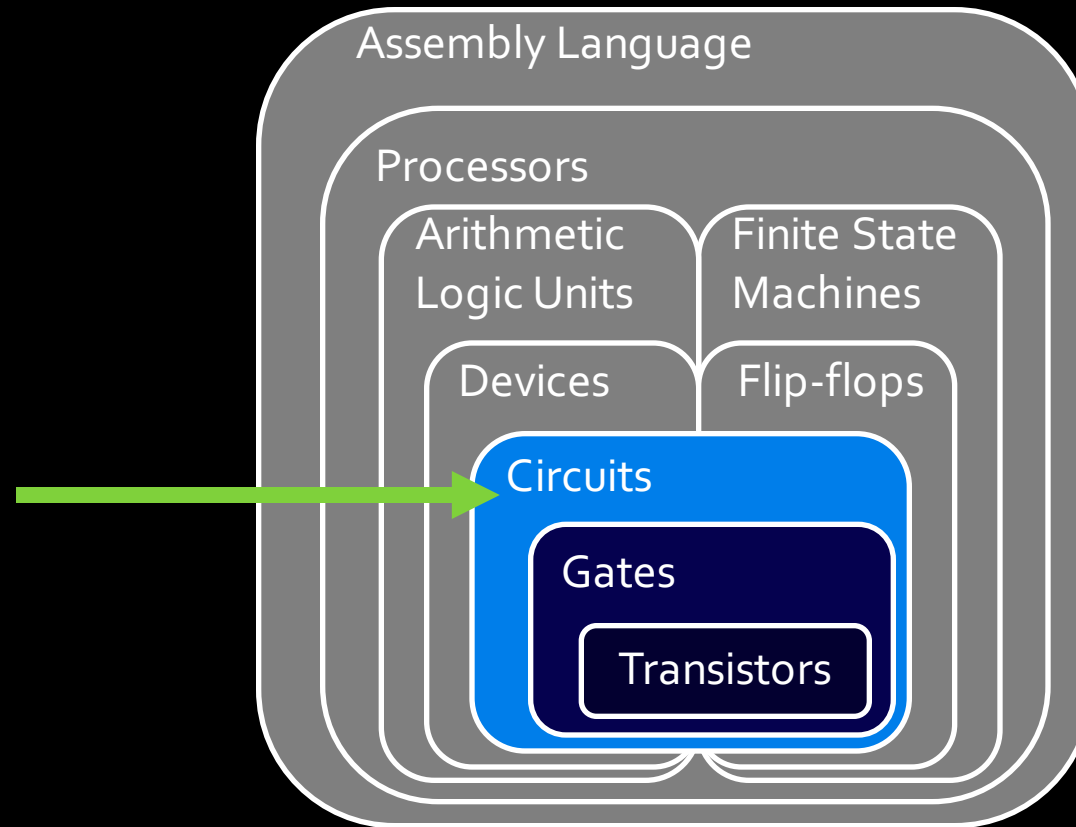 Assembly Language
Processors
Arithmetic
Logic Units
Finite State
Machines
Devices
Flip-flops
Circuits
Gates
Transistors